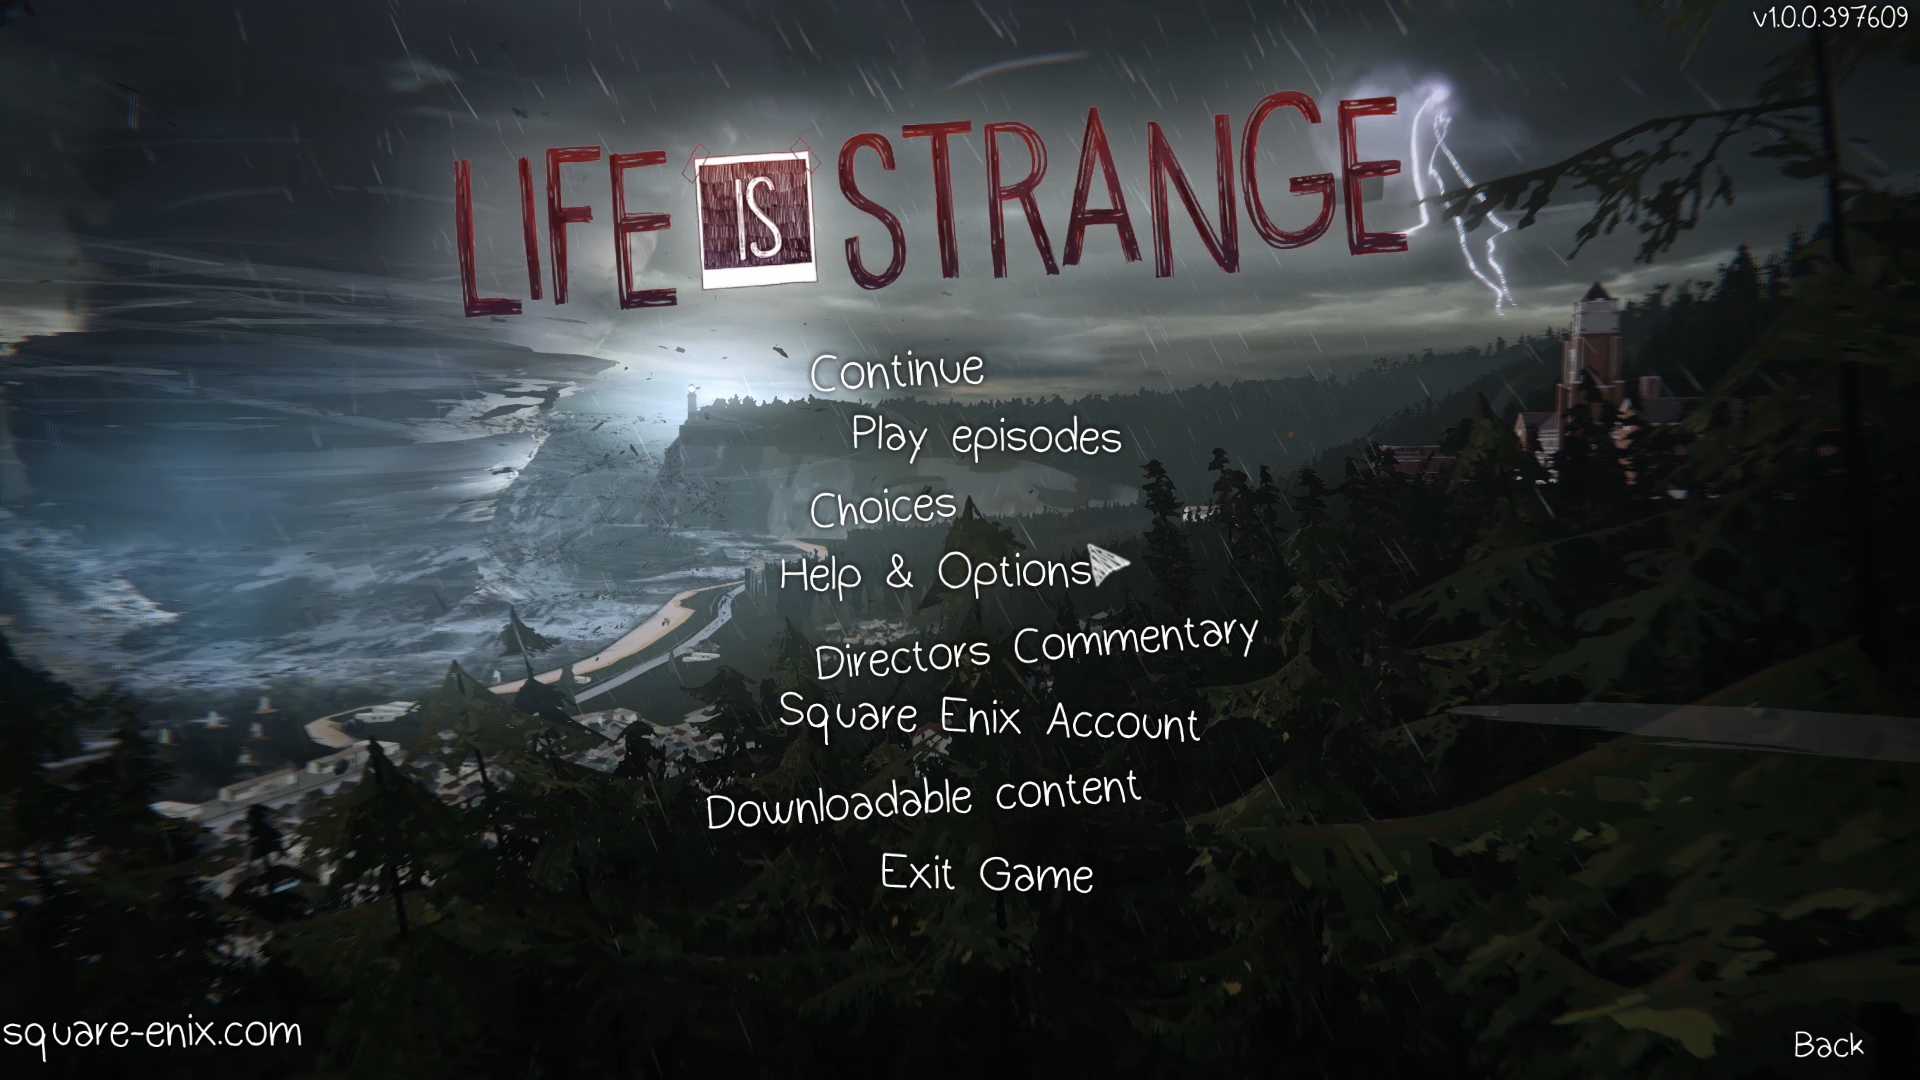 v1.0.0.397609
LIFE IS STRANGE
Continue
Play episodes
Choices
Help & Options
Directors Commentary
Square Enix Account
Downloadable content
Exit Game
square-enix.com
Back